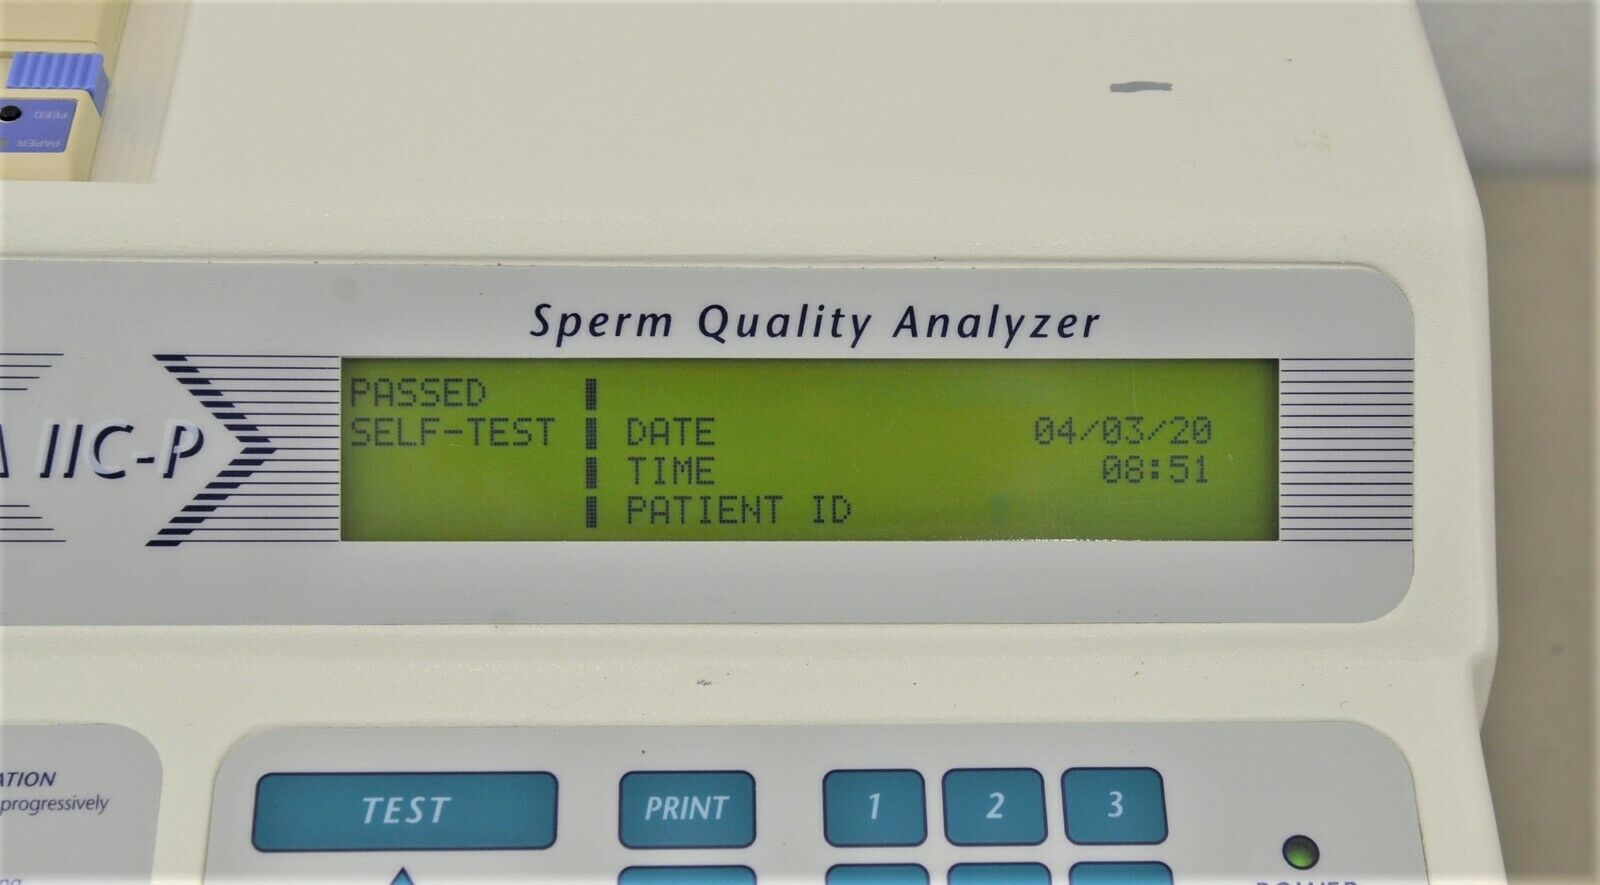 FEED
PAPER
Sperm Quality Analyzer
IIC-P
PASSED
SELF-TEST
DATE 04/03/20
TIME 08:51
PATIENT ID
progressively
TEST
PRINT
1
2
3